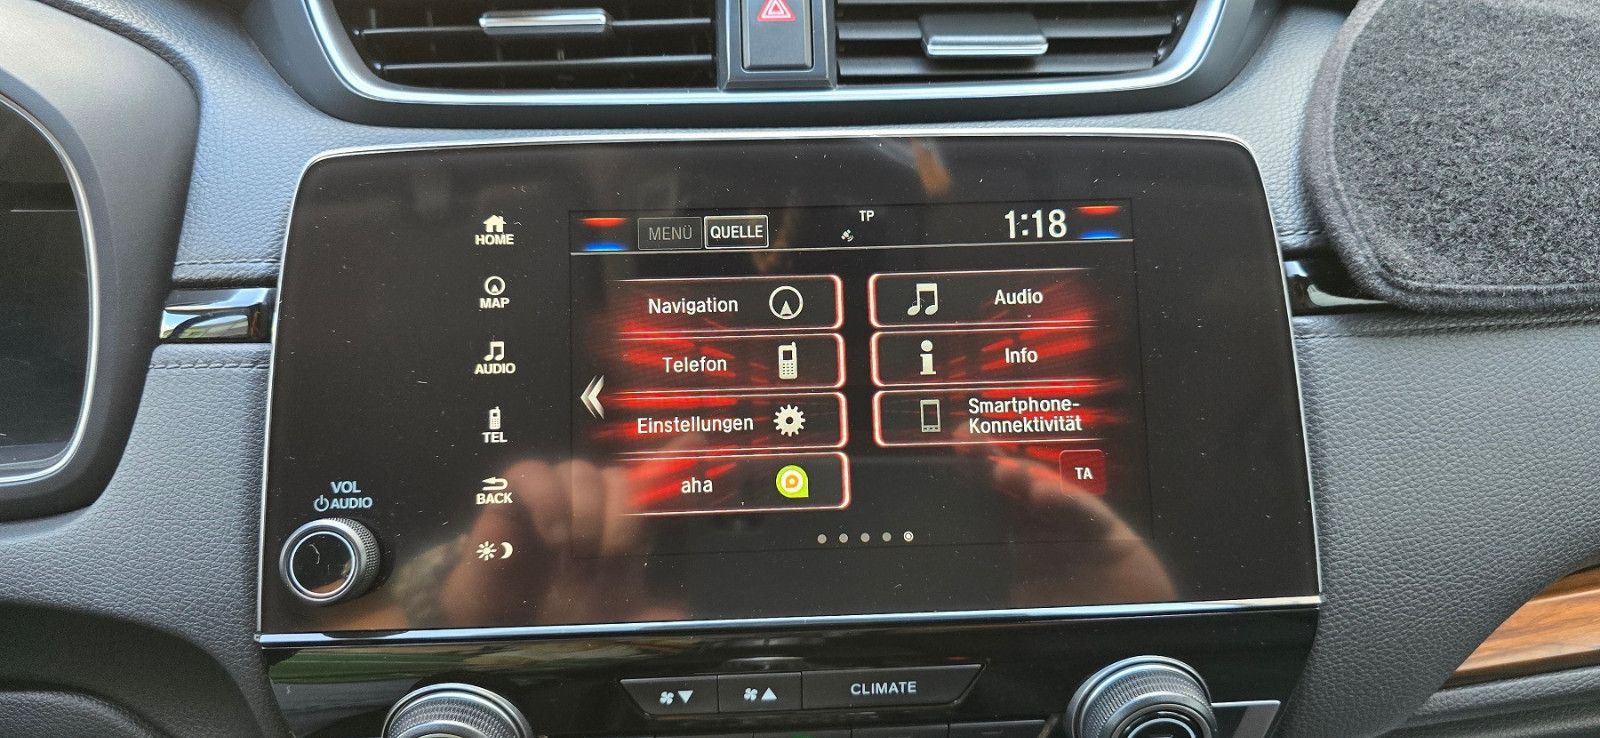 HOME
MAP
AUDIO
TEL
BACK
VOL
AUDIO
MENÜ QUELLE TP 1:18
Navigation
Audio
Telefon
Info
Einstellungen
Smartphone-
Konnektivität
aha
TA
CLIMATE